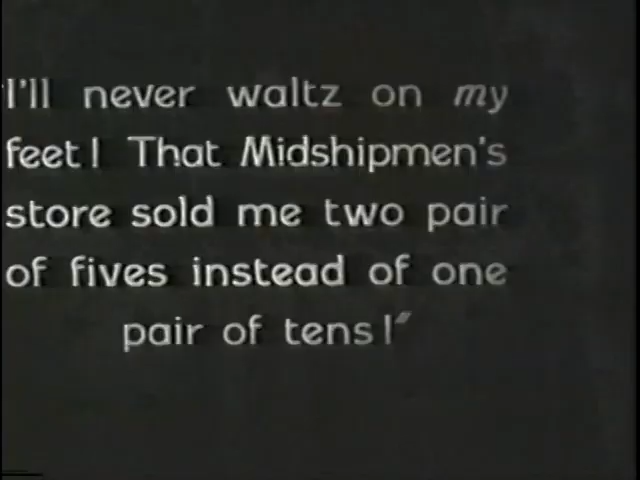 I'll never waltz on my
feet! That Midshipmen's
store sold me two pair
of fives instead of one
pair of tens!"